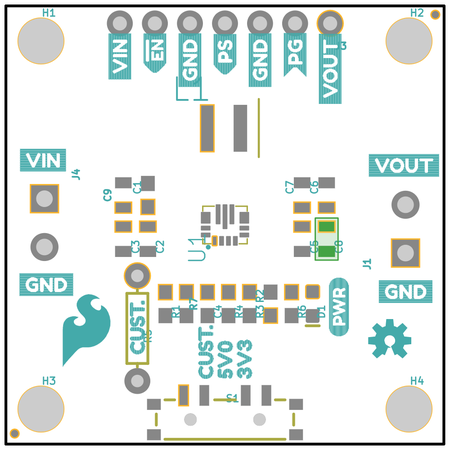 H1
H2
VIN
EN
GND
PS
GND
PG
VOUT
J3
L1
VIN
J4
VOUT
C9
C1
C7
C6
C3
C2
C5
C8
U1
J1
GND
GND
R1
R7
C4
R4
R3
R2
R6
D1
PWR
CUST.
CUST.
5V0
3V3
S1
H3
H4